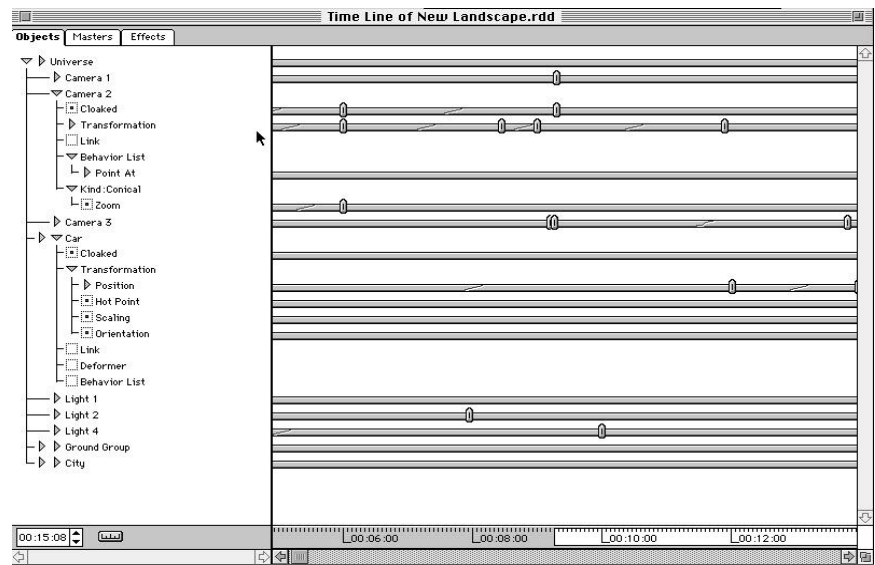 Time Line of New Landscape.rdd
Objects Masters Effects
Universe
Camera 1
Camera 2
Cloaked
Transformation
Link
Behavior List
Point At
Kind:Conical
Zoom
Camera 3
Car
Cloaked
Transformation
Position
Hot Point
Scaling
Orientation
Link
Deformer
Behavior List
Light 1
Light 2
Light 4
Ground Group
City
00:15:08 00:06:00 00:08:00 00:10:00 00:12:00